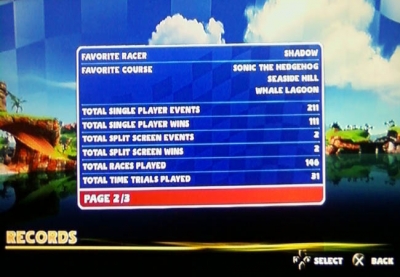 FAVORITE RACER SHADOW
FAVORITE COURSE SONIC THE HEDGEHOG
SEASIDE HILL
WHALE LAGOON
TOTAL SINGLE PLAYER EVENTS 211
TOTAL SINGLE PLAYER WINS 111
TOTAL SPLIT SCREEN EVENTS 2
TOTAL SPLIT SCREEN WINS 2
TOTAL RACES PLAYED 146
TOTAL TIME TRIALS PLAYED 31
PAGE 2/3
RECORDS
SELECT BACK